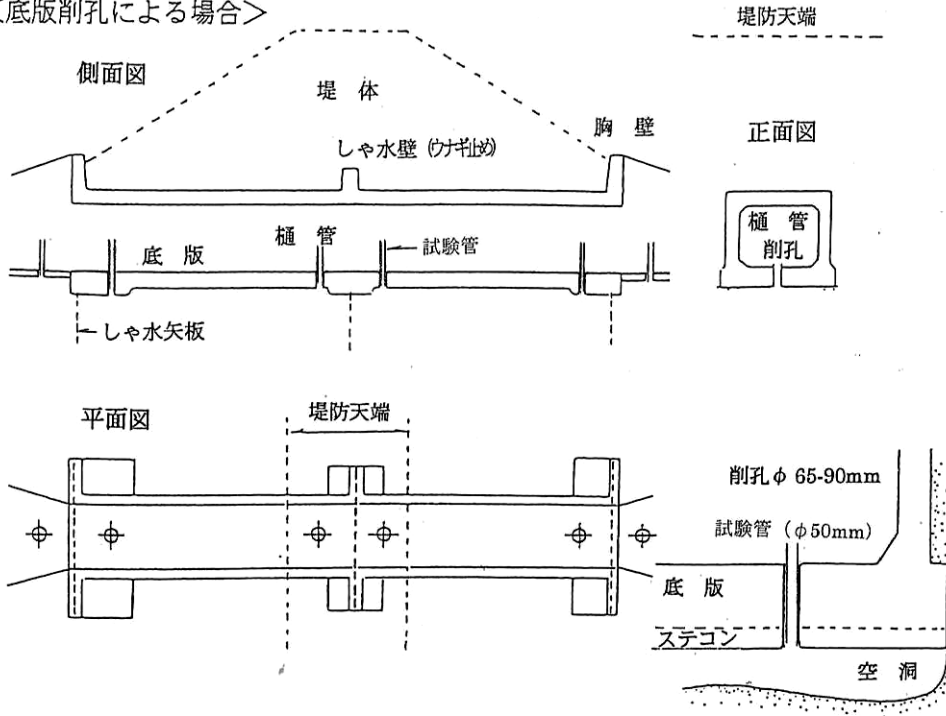 <底版削孔による場合>
堤防天端
側面図
堤 体
胸 壁
正面図
しゃ水壁 (ウナギ止め)
樋 管
削孔
樋 管
試験管
底 版
しゃ水矢板
平面図
堤防天端
削孔φ 65-90mm
試験管 (φ50mm)
底 版
ステコン
空 洞